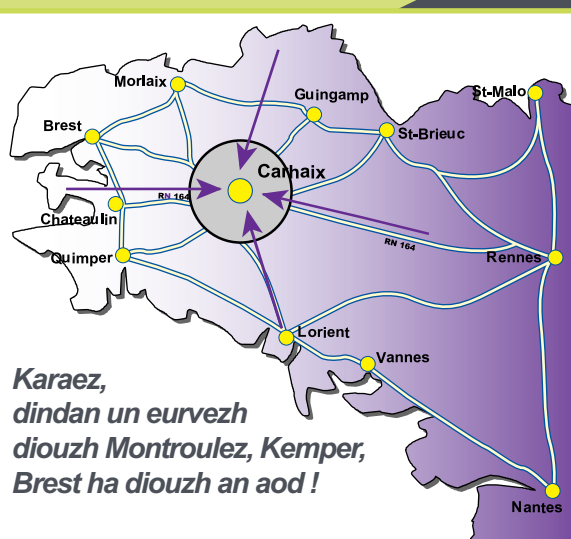 Morlaix
Guingamp
St-Malo
Brest
St-Brieuc
Carhaix
RN 164
Chateaulin
RN 164
Quimper
Rennes
Lorient
Vannes
Karaez,
dindan un eurvezh
diouzh Montroulez, Kemper,
Brest ha diouzh an aod !
Nantes